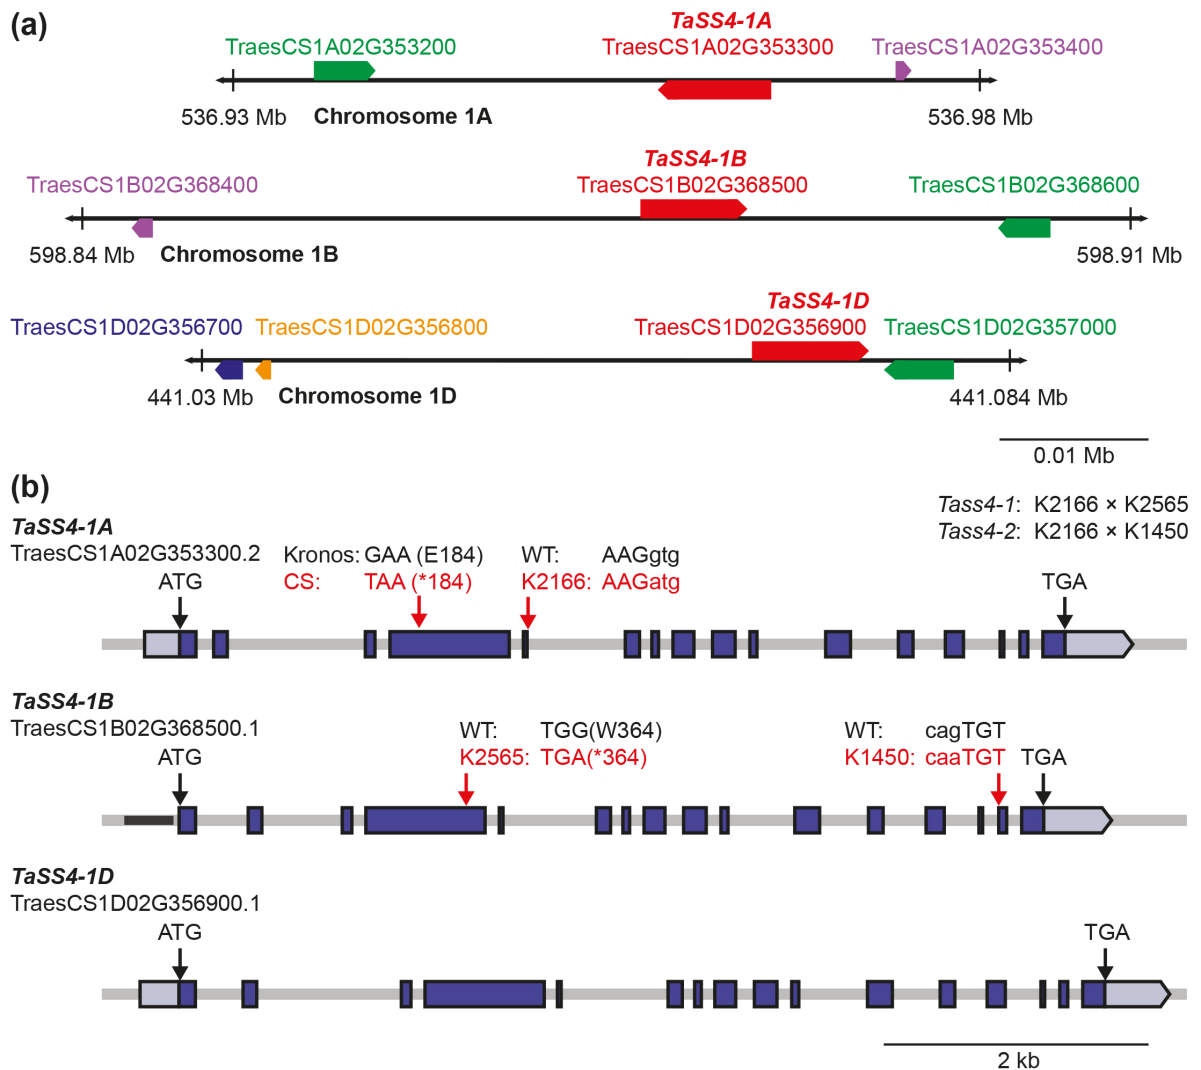 (a)
TaSS4-1A
TraesCS1A02G353200 TraesCS1A02G353300 TraesCS1A02G353400
536.93 Mb Chromosome 1A 536.98 Mb
TaSS4-1B
TraesCS1B02G368400 TraesCS1B02G368500 TraesCS1B02G368600
598.84 Mb Chromosome 1B 598.91 Mb
TaSS4-1D
TraesCS1D02G356700 TraesCS1D02G356800 TraesCS1D02G356900 TraesCS1D02G357000
441.03 Mb Chromosome 1D 441.084 Mb
0.01 Mb
(b)
Tass4-1: K2166 × K2565
Tass4-2: K2166 × K1450
TaSS4-1A
TraesCS1A02G353300.2
Kronos: GAA (E184) WT: AAGgtg
ATG CS: TAA (*184) K2166: AAGatg TGA
TaSS4-1B
TraesCS1B02G368500.1
WT: TGG(W364) WT: cagTGT
ATG K2565: TGA(*364) K1450: caaTGT TGA
TaSS4-1D
TraesCS1D02G356900.1
ATG TGA
2 kb